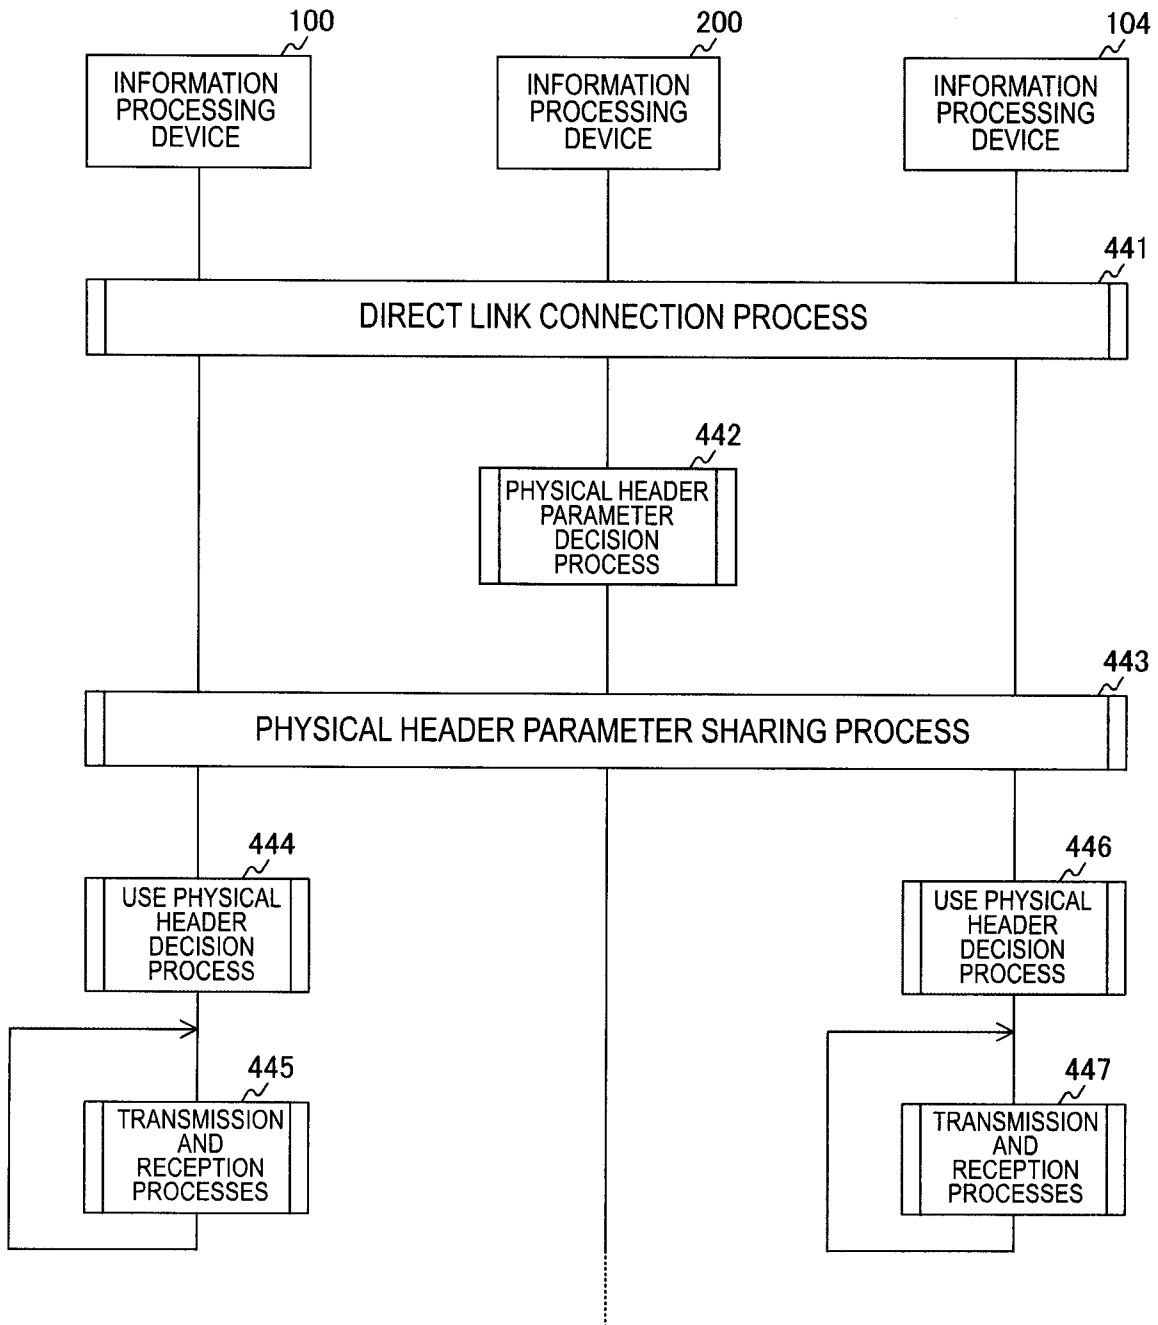 100
200
104
INFORMATION
PROCESSING
DEVICE
INFORMATION
PROCESSING
DEVICE
INFORMATION
PROCESSING
DEVICE
441
DIRECT LINK CONNECTION PROCESS
442
PHYSICAL HEADER
PARAMETER
DECISION
PROCESS
443
PHYSICAL HEADER PARAMETER SHARING PROCESS
444
USE PHYSICAL
HEADER
DECISION
PROCESS
446
USE PHYSICAL
HEADER
DECISION
PROCESS
445
TRANSMISSION
AND
RECEPTION
PROCESSES
447
TRANSMISSION
AND
RECEPTION
PROCESSES